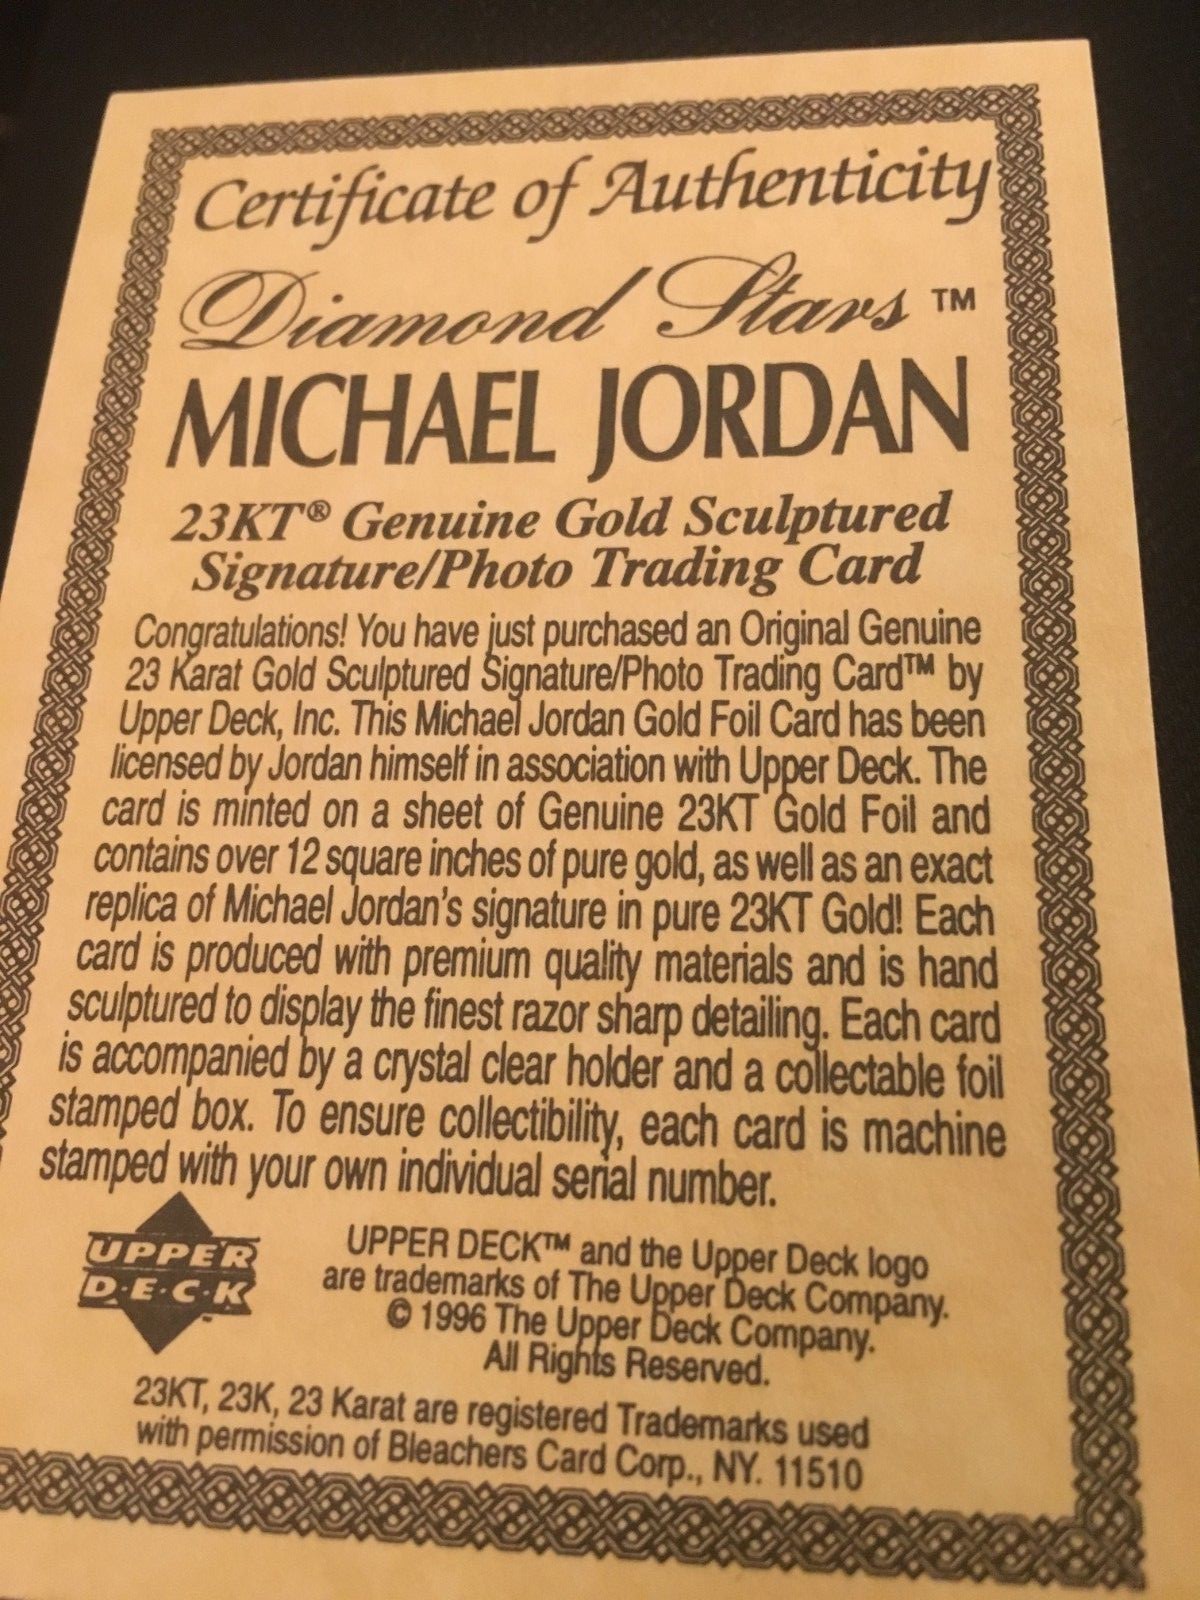 Certificate of Authenticity
Diamond Stars ™
MICHAEL JORDAN
23KT® Genuine Gold Sculptured
Signature/Photo Trading Card
Congratulations! You have just purchased an Original Genuine
23 Karat Gold Sculptured Signature/Photo Trading Card™ by
Upper Deck, Inc. This Michael Jordan Gold Foil Card has been
licensed by Jordan himself in association with Upper Deck. The
card is minted on a sheet of Genuine 23KT Gold Foil and
contains over 12 square inches of pure gold, as well as an exact
replica of Michael Jordan's signature in pure 23KT Gold! Each
card is produced with premium quality materials and is hand
sculptured to display the finest razor sharp detailing. Each card
is accompanied by a crystal clear holder and a collectable foil
stamped box. To ensure collectibility, each card is machine
stamped with your own individual serial number.
UPPER
D·E·C·K
™
UPPER DECK™ and the Upper Deck logo
are trademarks of The Upper Deck Company.
© 1996 The Upper Deck Company.
All Rights Reserved.
23KT, 23K, 23 Karat are registered Trademarks used
with permission of Bleachers Card Corp., NY. 11510